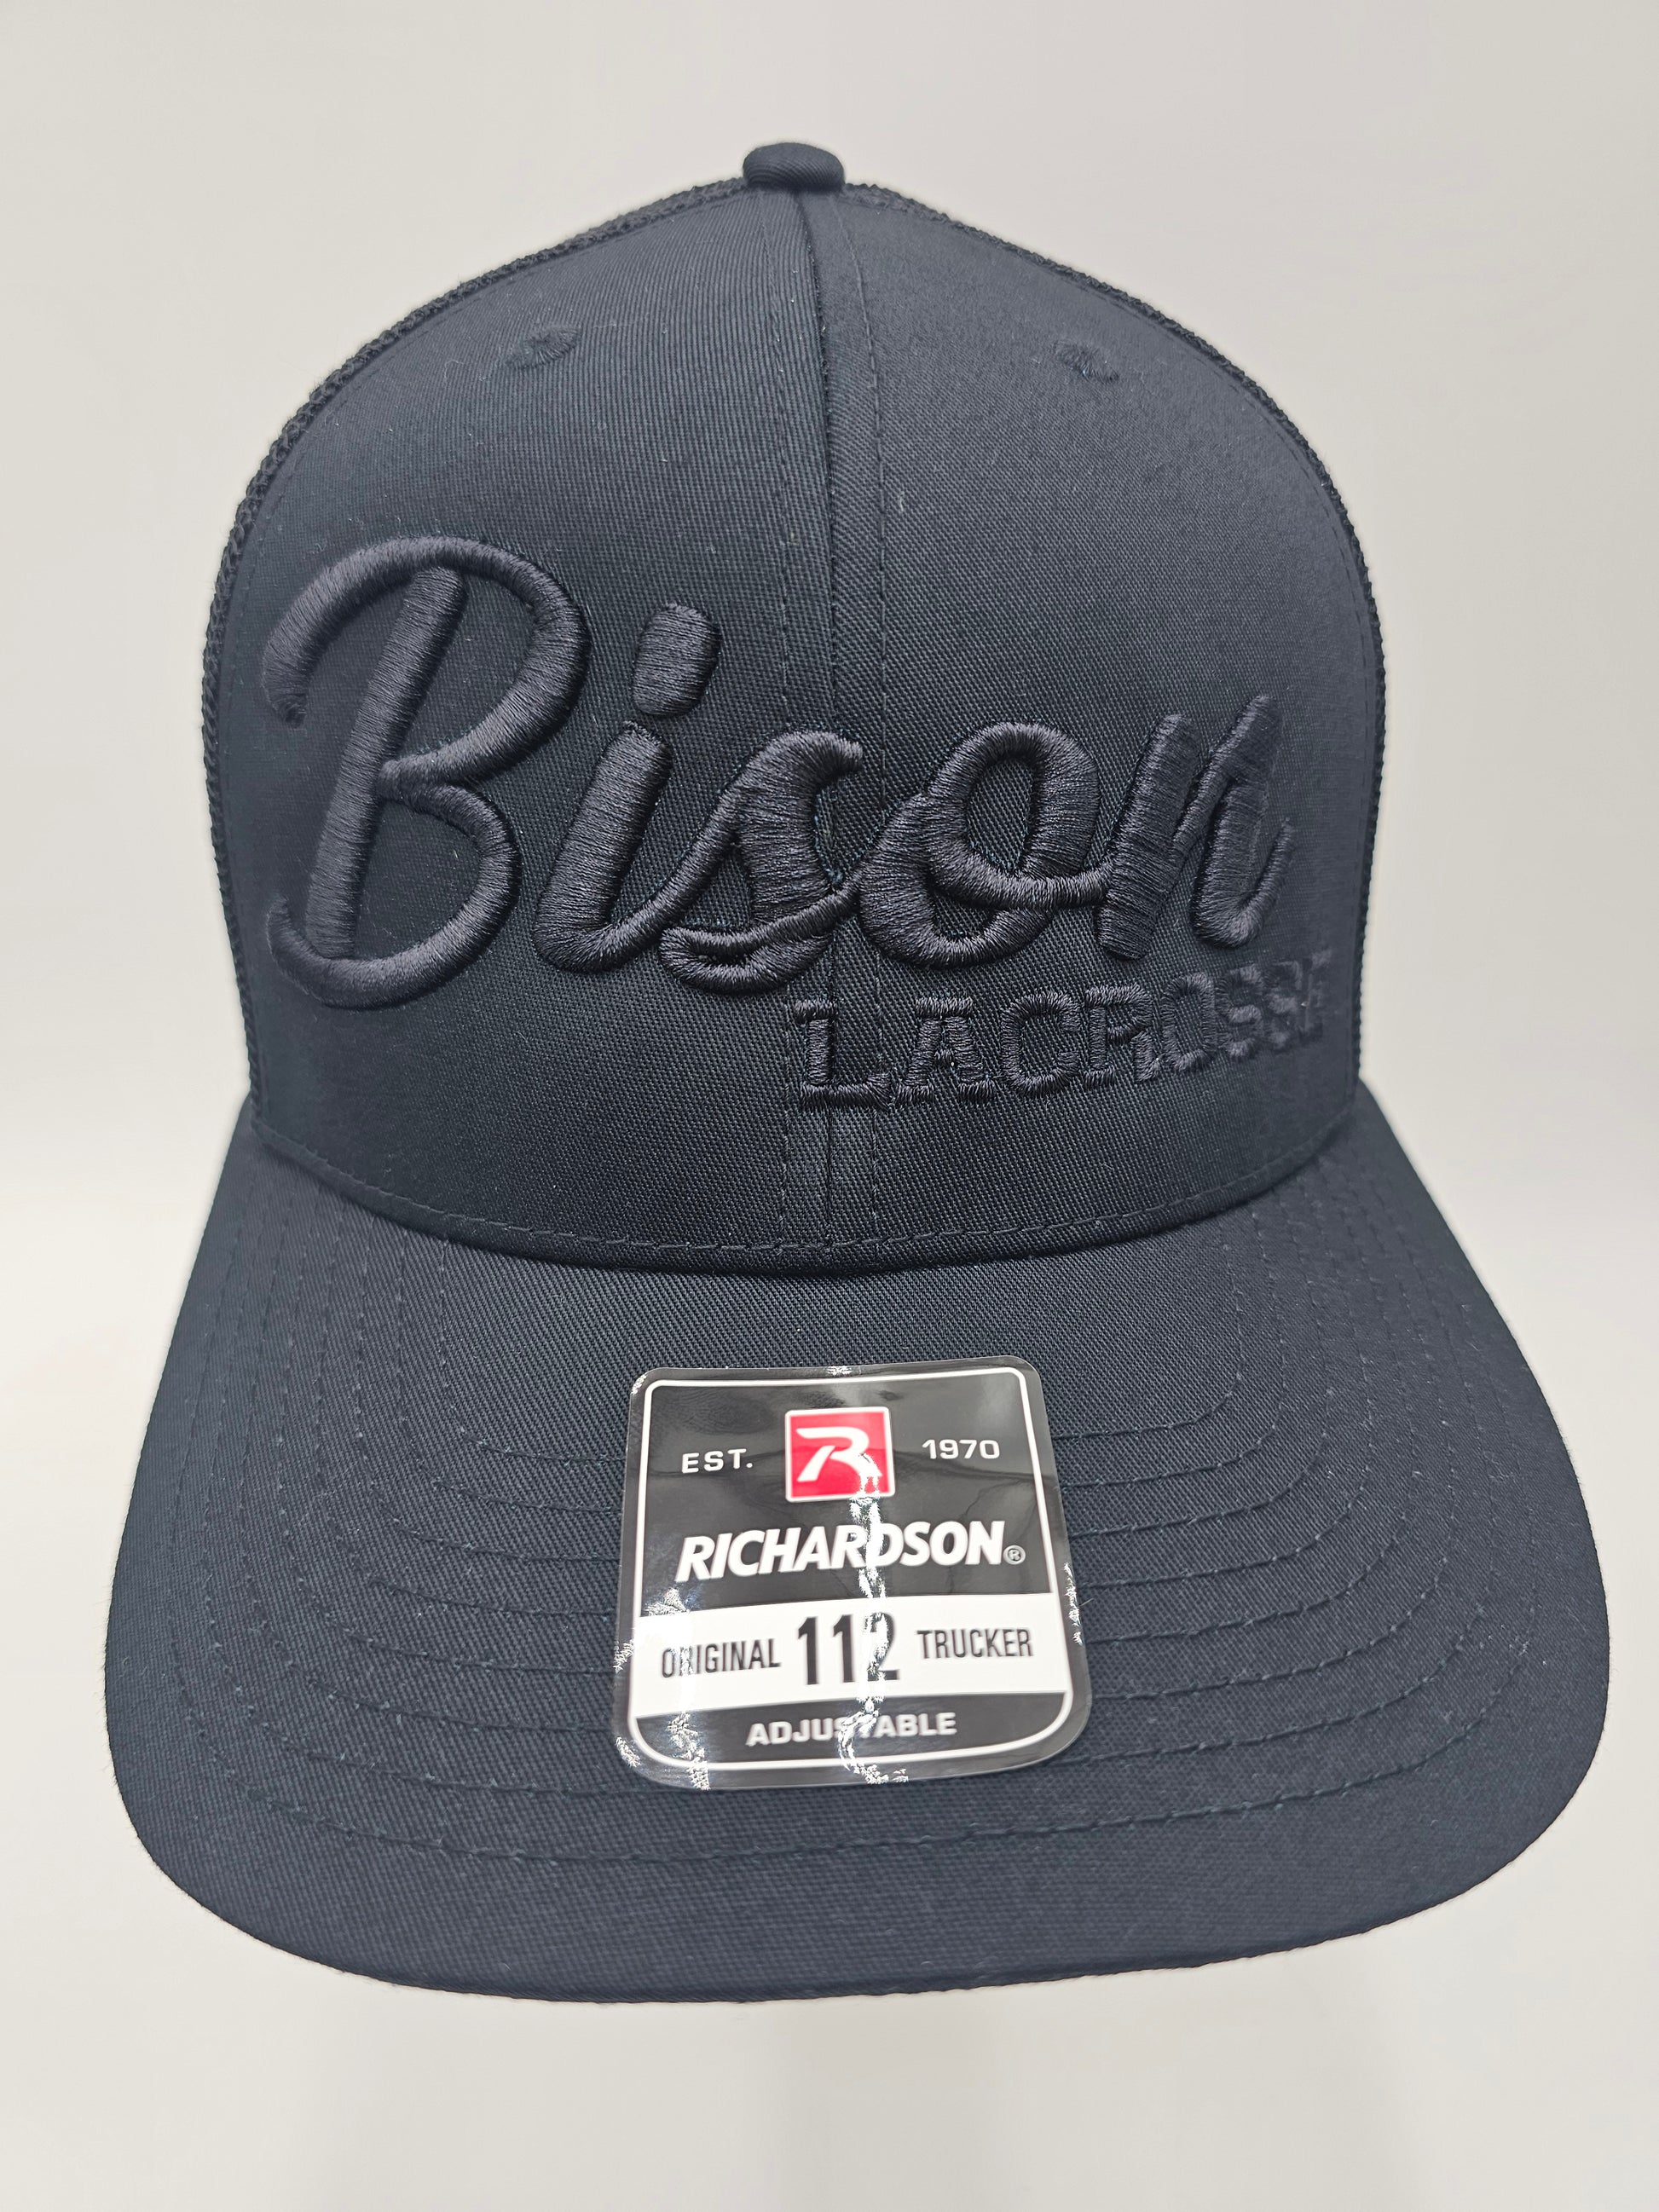 Bison
LACROSSE
EST. R 1970
RICHARDSON®
ORIGINAL 112 TRUCKER
ADJUSTABLE